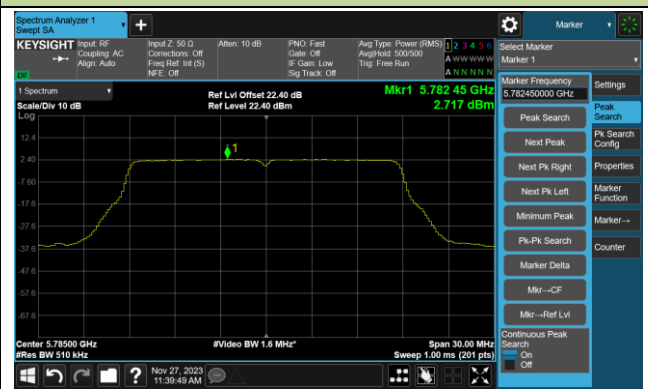 Spectrum Analyzer 1
Swept SA
KEYSIGHT
Input: RF
Coupling: AC
Align: Auto
Input Z: 50 Ω
Corrections: Off
Freq Ref: Int (S)
NFE: Off
Atten: 10 dB
PNO: Fast
Gate: Off
IF Gain: Low
Sig Track: Off
Avg Type: Power (RMS)
Avg|Hold: 500/500
Trig: Free Run
1 2 3 4 5 6
A W W W W W
A N N N N N
1 Spectrum
Scale/Div 10 dB
Log
Ref Lvl Offset 22.40 dB
Ref Level 22.40 dBm
Mkr1 5.782 45 GHz
2.717 dBm
12.4
2.40
-7.60
-17.6
-27.6
-37.6
-47.6
-57.6
-67.6
1
Center 5.78500 GHz
#Res BW 510 kHz
#Video BW 1.6 MHz*
Span 30.00 MHz
Sweep 1.00 ms (201 pts)
Nov 27, 2023
11:39:49 AM
Marker
Select Marker
Marker 1
Marker Frequency
5.782450000 GHz
Peak Search
Next Peak
Next Pk Right
Next Pk Left
Minimum Peak
Pk-Pk Search
Marker Delta
Mkr→CF
Mkr→Ref Lvl
Continuous Peak
Search
On
Off
Settings
Peak
Search
Pk Search
Config
Properties
Marker
Function
Marker→
Counter